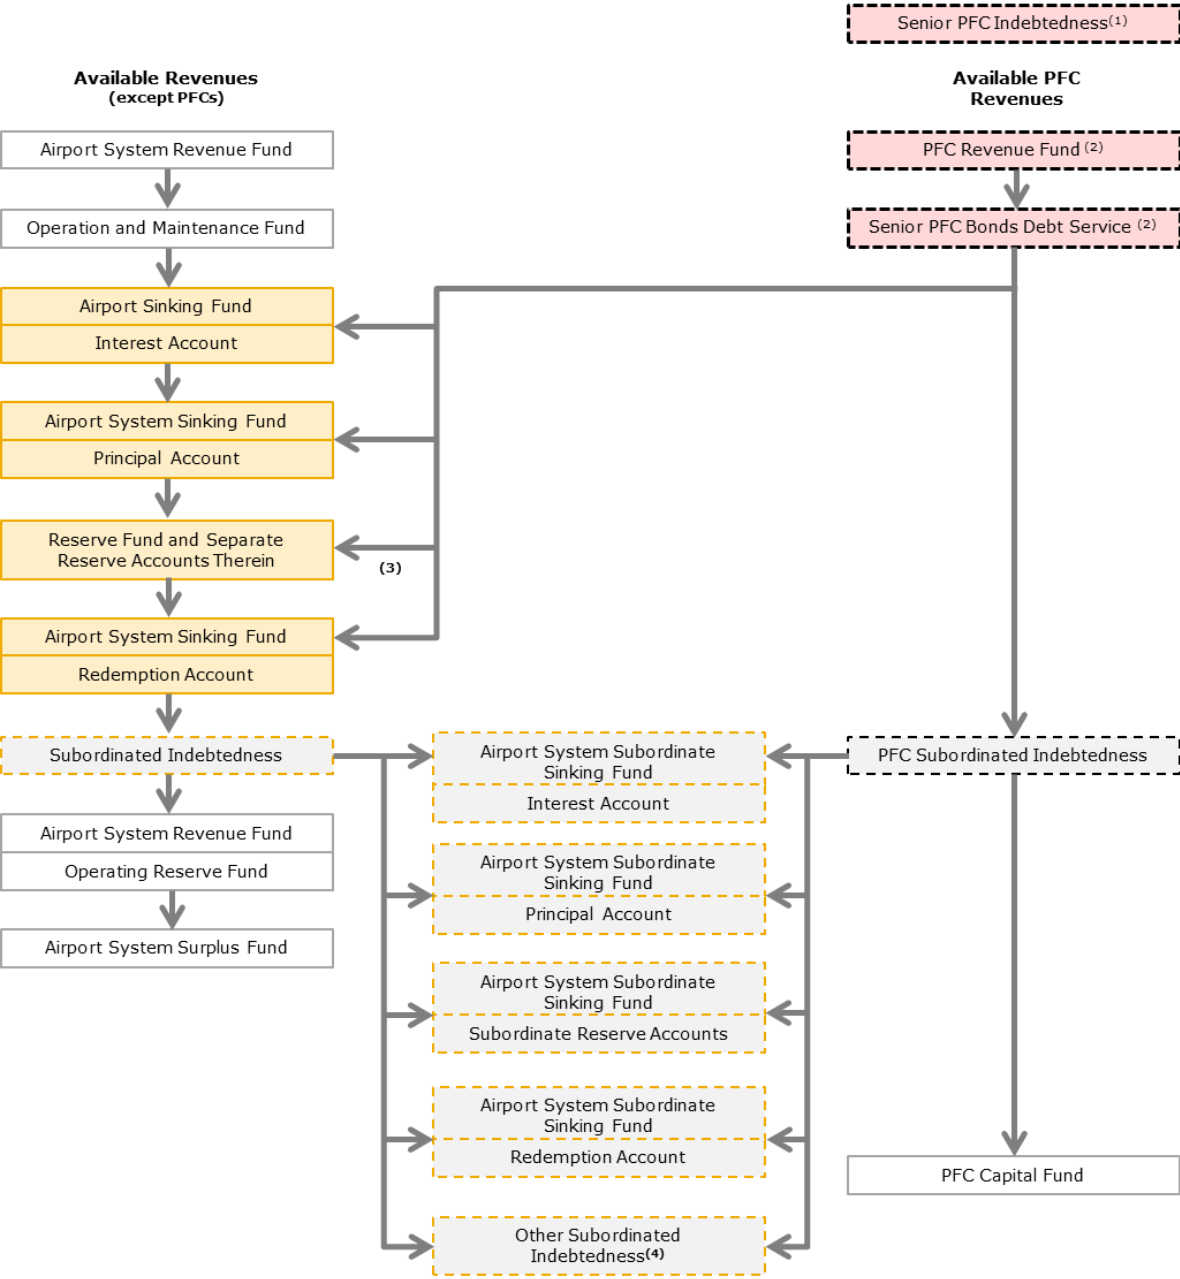 Senior PFC Indebtedness(1)
Available Revenues
(except PFCs)
Available PFC
Revenues
Airport System Revenue Fund
PFC Revenue Fund (2)
Operation and Maintenance Fund
Senior PFC Bonds Debt Service (2)
Airport Sinking Fund
Interest Account
Airport System Sinking Fund
Principal Account
Reserve Fund and Separate
Reserve Accounts Therein
(3)
Airport System Sinking Fund
Redemption Account
Subordinated Indebtedness
Airport System Subordinate
Sinking Fund
Interest Account
PFC Subordinated Indebtedness
Airport System Revenue Fund
Operating Reserve Fund
Airport System Subordinate
Sinking Fund
Principal Account
Airport System Surplus Fund
Airport System Subordinate
Sinking Fund
Subordinate Reserve Accounts
Airport System Subordinate
Sinking Fund
Redemption Account
PFC Capital Fund
Other Subordinated
Indebtedness(4)